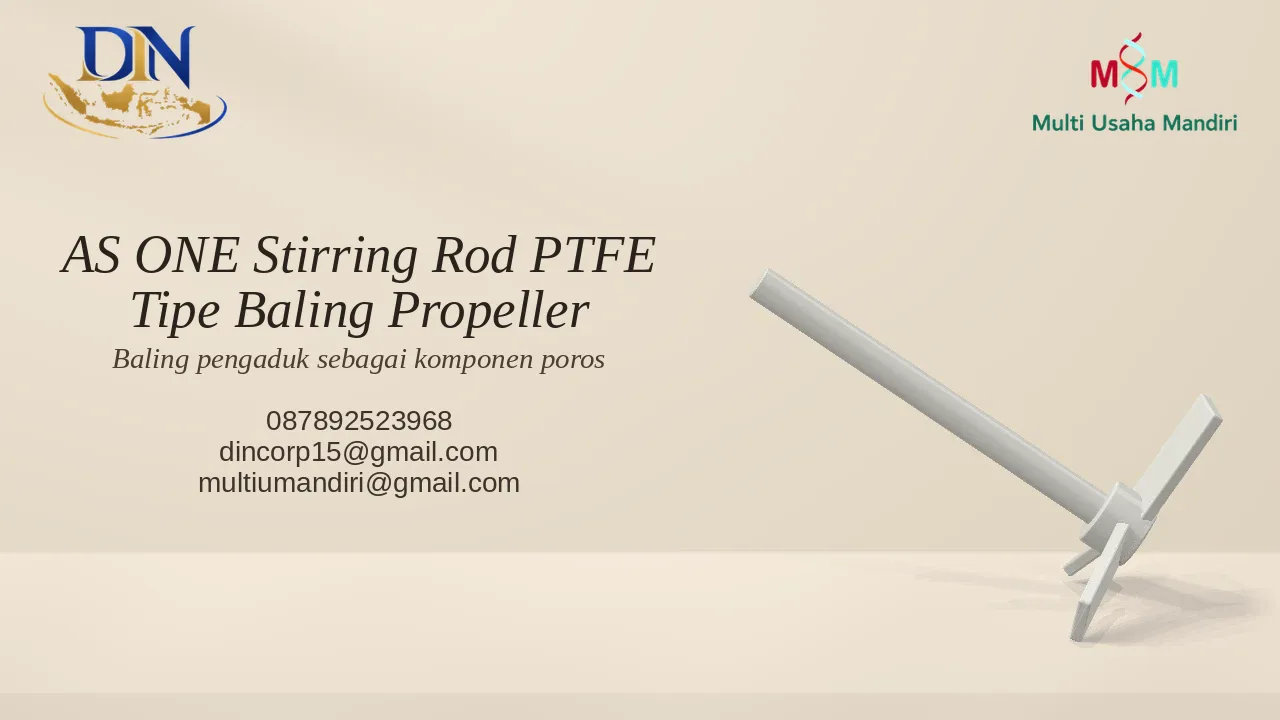 DIN
MSM
Multi Usaha Mandiri
AS ONE Stirring Rod PTFE
Tipe Baling Propeller
Baling pengaduk sebagai komponen poros
087892523968
dincorp15@gmail.com
multiumandiri@gmail.com